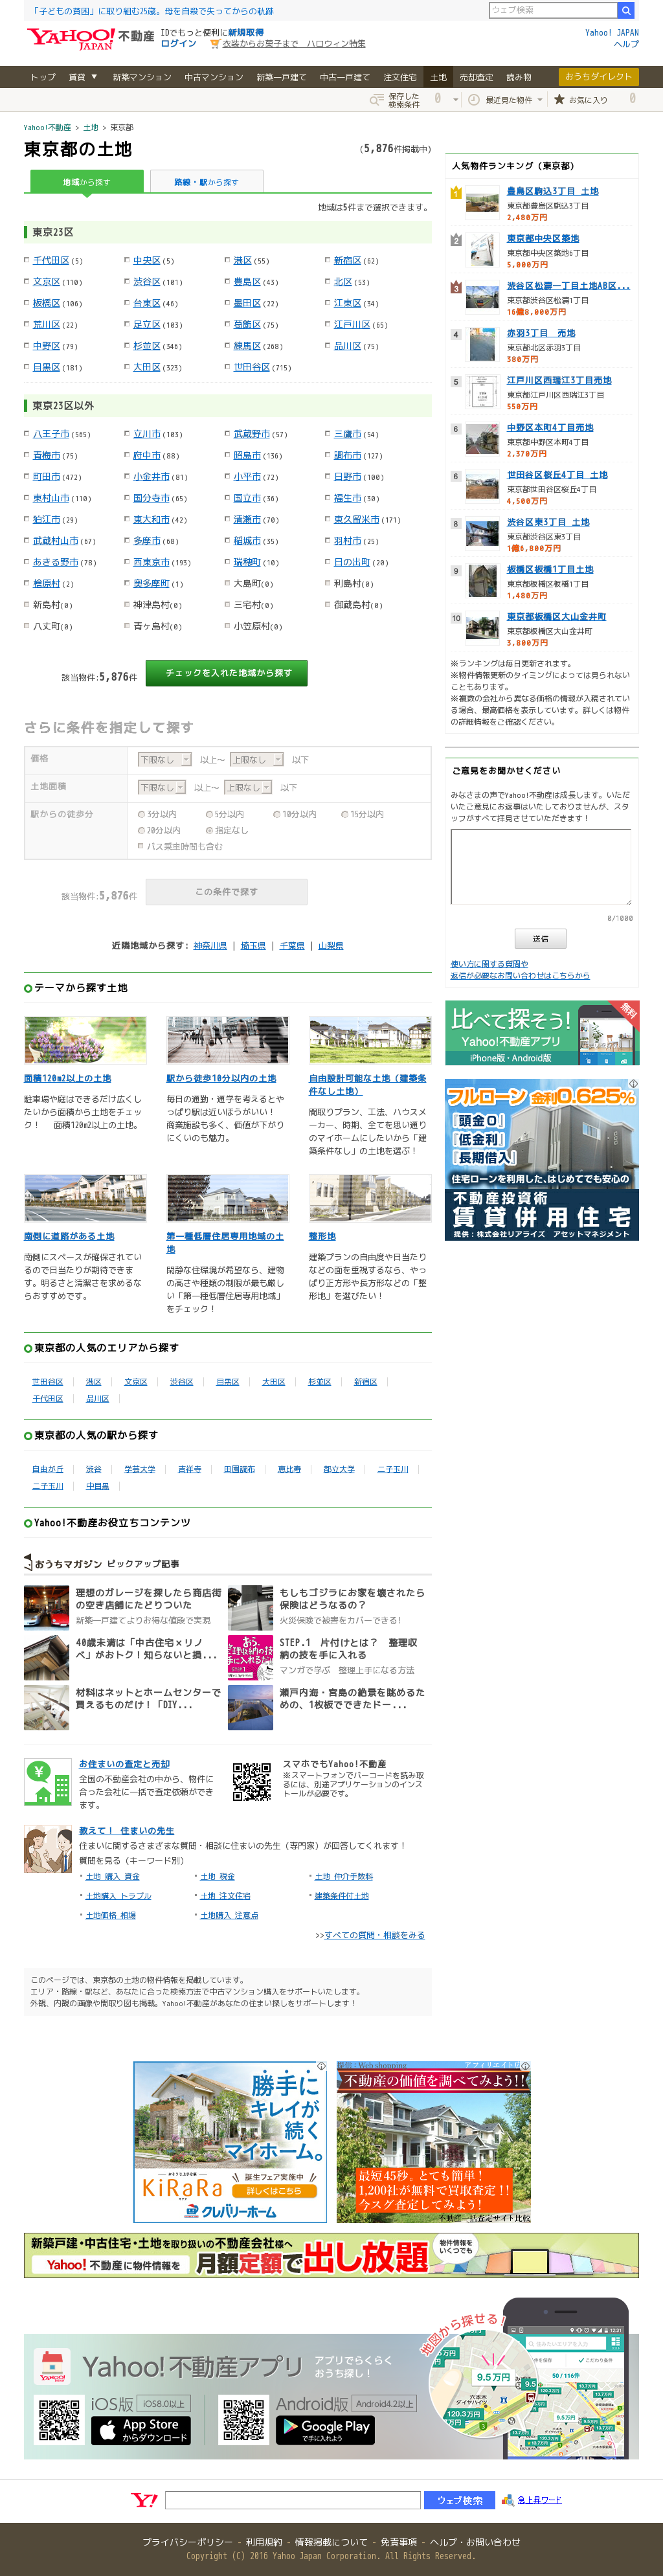 「子どもの貧困」に取り組む25歳。母を自殺で失ってからの軌跡
ウェブ検索
YAHOO!不動産 JAPAN
IDでもっと便利に新規取得
ログイン
衣装からお菓子まで ハロウィン特集
Yahoo! JAPAN
ヘルプ
トップ 賃貸 ▼ 新築マンション 中古マンション 新築一戸建て 中古一戸建て 注文住宅 土地 売却査定 読み物 おうちダイレクト
保存した検索条件 0 最近見た物件 お気に入り 0
Yahoo!不動産 > 土地 > 東京都
東京都の土地
(5,876件掲載中)
地域から探す 路線・駅から探す
地域は5件まで選択できます。
東京23区
千代田区(5) 中央区(5) 港区(55) 新宿区(62)
文京区(110) 渋谷区(101) 豊島区(43) 北区(53)
板橋区(106) 台東区(46) 墨田区(22) 江東区(34)
荒川区(22) 足立区(103) 葛飾区(75) 江戸川区(65)
中野区(79) 杉並区(346) 練馬区(268) 品川区(75)
目黒区(181) 大田区(323) 世田谷区(715)
東京23区以外
八王子市(565) 立川市(103) 武蔵野市(57) 三鷹市(54)
青梅市(75) 府中市(88) 昭島市(136) 調布市(127)
町田市(472) 小金井市(81) 小平市(72) 日野市(100)
東村山市(110) 国分寺市(65) 国立市(36) 福生市(30)
狛江市(29) 東大和市(42) 清瀬市(70) 東久留米市(171)
武蔵村山市(67) 多摩市(68) 稲城市(35) 羽村市(25)
あきる野市(78) 西東京市(193) 瑞穂町(10) 日の出町(20)
檜原村(2) 奥多摩町(1) 大島町(0) 利島村(0)
新島村(0) 神津島村(0) 三宅村(0) 御蔵島村(0)
八丈町(0) 青ヶ島村(0) 小笠原村(0)
該当物件:5,876件 チェックを入れた地域から探す
さらに条件を指定して探す
価格 下限なし 以上〜 上限なし 以下
土地面積 下限なし 以上〜 上限なし 以下
駅からの徒歩分 3分以内 5分以内 10分以内 15分以内
20分以内 指定なし
バス乗車時間も含む
該当物件:5,876件 この条件で探す
近隣地域から探す: 神奈川県 | 埼玉県 | 千葉県 | 山梨県
テーマから探す土地
面積120m2以上の土地
駐車場や庭はできるだけ広くしたいから面積から土地をチェック! 面積120m2以上の土地。
駅から徒歩10分以内の土地
毎日の通勤・通学を考えるとやっぱり駅は近いほうがいい! 商業施設も多く、価値が下がりにくいのも魅力。
自由設計可能な土地(建築条件なし土地)
間取りプラン、工法、ハウスメーカー、時期、全てを思い通りのマイホームにしたいから「建築条件なし」の土地を選ぶ!
南側に道路がある土地
南側にスペースが確保されているので日当たりが期待できます。明るさと清潔さを求めるならおすすめです。
第一種低層住居専用地域の土地
閑静な住環境が希望なら、建物の高さや種類の制限が最も厳しい「第一種低層住居専用地域」をチェック!
整形地
建築プランの自由度や日当たりなどの面を重視するなら、やっぱり正方形や長方形などの「整形地」を選びたい!
東京都の人気のエリアから探す
世田谷区 港区 文京区 渋谷区 目黒区 大田区 杉並区 新宿区
千代田区 品川区
東京都の人気の駅から探す
自由が丘 渋谷 学芸大学 吉祥寺 田園調布 恵比寿 都立大学 二子玉川
二子玉川 中目黒
Yahoo!不動産お役立ちコンテンツ
おうちマガジン ピックアップ記事
理想のガレージを探したら商店街の空き店舗にたどりついた
新築一戸建てよりお得な値段で実現
もしもゴジラにお家を壊されたら保険はどうなるの?
火災保険で被害をカバーできる!
40歳未満は「中古住宅×リノベ」がおトク!知らないと損...
STEP.1 片付けとは? 整理収納の技を手に入れる
マンガで学ぶ 整理上手になる方法
材料はネットとホームセンターで買えるものだけ!「DIY...
瀬戸内海・宮島の絶景を眺めるための、1枚板でできたドー...
お住まいの査定と売却
全国の不動産会社の中から、物件に合った会社に一括で査定依頼ができます。
スマホでもYahoo!不動産
※スマートフォンでバーコードを読み取るには、別途アプリケーションのインストールが必要です。
教えて! 住まいの先生
住まいに関するさまざまな質問・相談に住まいの先生(専門家)が回答してくれます!
質問を見る(キーワード別)
土地 購入 資金 土地 税金 土地 仲介手数料
土地購入 トラブル 土地 注文住宅 建築条件付土地
土地価格 相場 土地購入 注意点
>>すべての質問・相談をみる
このページでは、東京都の土地の物件情報を掲載しています。
エリア・路線・駅など、あなたに合った検索方法で中古マンション購入をサポートいたします。
外観、内観の画像や間取り図も掲載。Yahoo!不動産があなたの住まい探しをサポートします!
人気物件ランキング(東京都)
1 豊島区駒込3丁目 土地
東京都豊島区駒込3丁目
2,480万円
2 東京都中央区築地
東京都中央区築地6丁目
5,000万円
3 渋谷区松濤一丁目土地AB区...
東京都渋谷区松濤1丁目
16億8,000万円
4 赤羽3丁目 売地
東京都北区赤羽3丁目
380万円
5 江戸川区西瑞江3丁目売地
東京都江戸川区西瑞江3丁目
550万円
6 中野区本町4丁目売地
東京都中野区本町4丁目
2,370万円
6 世田谷区桜丘4丁目 土地
東京都世田谷区桜丘4丁目
4,500万円
8 渋谷区東3丁目 土地
東京都渋谷区東3丁目
1億6,800万円
9 板橋区板橋1丁目土地
東京都板橋区板橋1丁目
1,480万円
10 東京都板橋区大山金井町
東京都板橋区大山金井町
3,800万円
※ランキングは毎日更新されます。
※物件情報更新のタイミングによっては見られないこともあります。
※複数の会社から異なる価格の情報が入稿されている場合、最高価格を表示しています。詳しくは物件の詳細情報をご確認ください。
ご意見をお聞かせください
みなさまの声でYahoo!不動産は成長します。いただいたご意見にお返事はいたしておりませんが、スタッフがすべて拝見させていただきます!
0/1000
送信
使い方に関する質問や
返信が必要なお問い合わせはこちらから
比べて探そう! 無料
Yahoo!不動産アプリ
iPhone版・Android版
フルローン 金利0.625%
『頭金0』
『低金利』
『長期借入』
住宅ローンを利用した、はじめてでも安心の
不動産投資術
賃貸併用住宅
提供:株式会社リアライズ アセットマネジメント
勝手にキレイが続くマイホーム。
KiRaRa 誕生フェア実施中 詳しくはこちら
クレバリーホーム
提供 Web shopping アフィリエイト
不動産の価値を調べてみよう!!
最短45秒。とても簡単!
1,200社が無料で買取査定!!
今スグ査定してみよう!
不動産一括査定サイト比較
新築戸建・中古住宅・土地を取り扱いの不動産会社様へ
Yahoo!不動産に物件情報を 月額定額で出し放題 物件情報をいくつでも
Yahoo!不動産アプリ アプリでらくらくおうち探し!
iOS版 iOS8.0以上 App Storeからダウンロード
Android版 Android4.2以上 Google Playで手に入れよう
地図から探せる!
ウェブ検索 急上昇ワード
プライバシーポリシー - 利用規約 - 情報掲載について - 免責事項 - ヘルプ・お問い合わせ
Copyright (C) 2016 Yahoo Japan Corporation. All Rights Reserved.